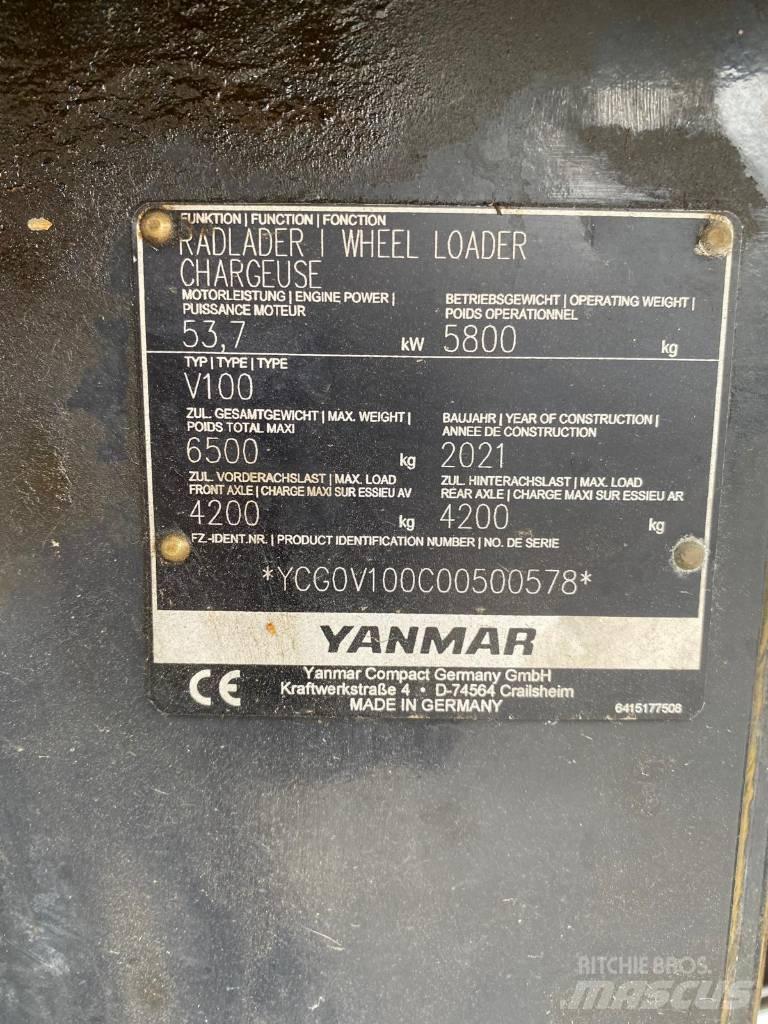 FUNKTION | FUNCTION | FONCTION
RADLADER | WHEEL LOADER
CHARGEUSE
MOTORLEISTUNG | ENGINE POWER |
PUISSANCE MOTEUR
53,7 kW
BETRIEBSGEWICHT | OPERATING WEIGHT |
POIDS OPERATIONNEL
5800 kg
TYP | TYPE | TYPE
V100
ZUL. GESAMTGEWICHT | MAX. WEIGHT |
POIDS TOTAL MAXI
6500 kg
BAUJAHR | YEAR OF CONSTRUCTION |
ANNEE DE CONSTRUCTION
2021
ZUL. VORDERACHSLAST | MAX. LOAD
FRONT AXLE | CHARGE MAXI SUR ESSIEU AV
4200 kg
ZUL. HINTERACHSLAST | MAX. LOAD
REAR AXLE | CHARGE MAXI SUR ESSIEU AR
4200 kg
FZ.-IDENT.NR. | PRODUCT IDENTIFICATION NUMBER | NO. DE SERIE
*YCG0V100C00500578*
YANMAR
CE
Yanmar Compact Germany GmbH
Kraftwerkstraße 4 • D-74564 Crailsheim
MADE IN GERMANY
6415177508
RITCHIE BROS.
MASCUS